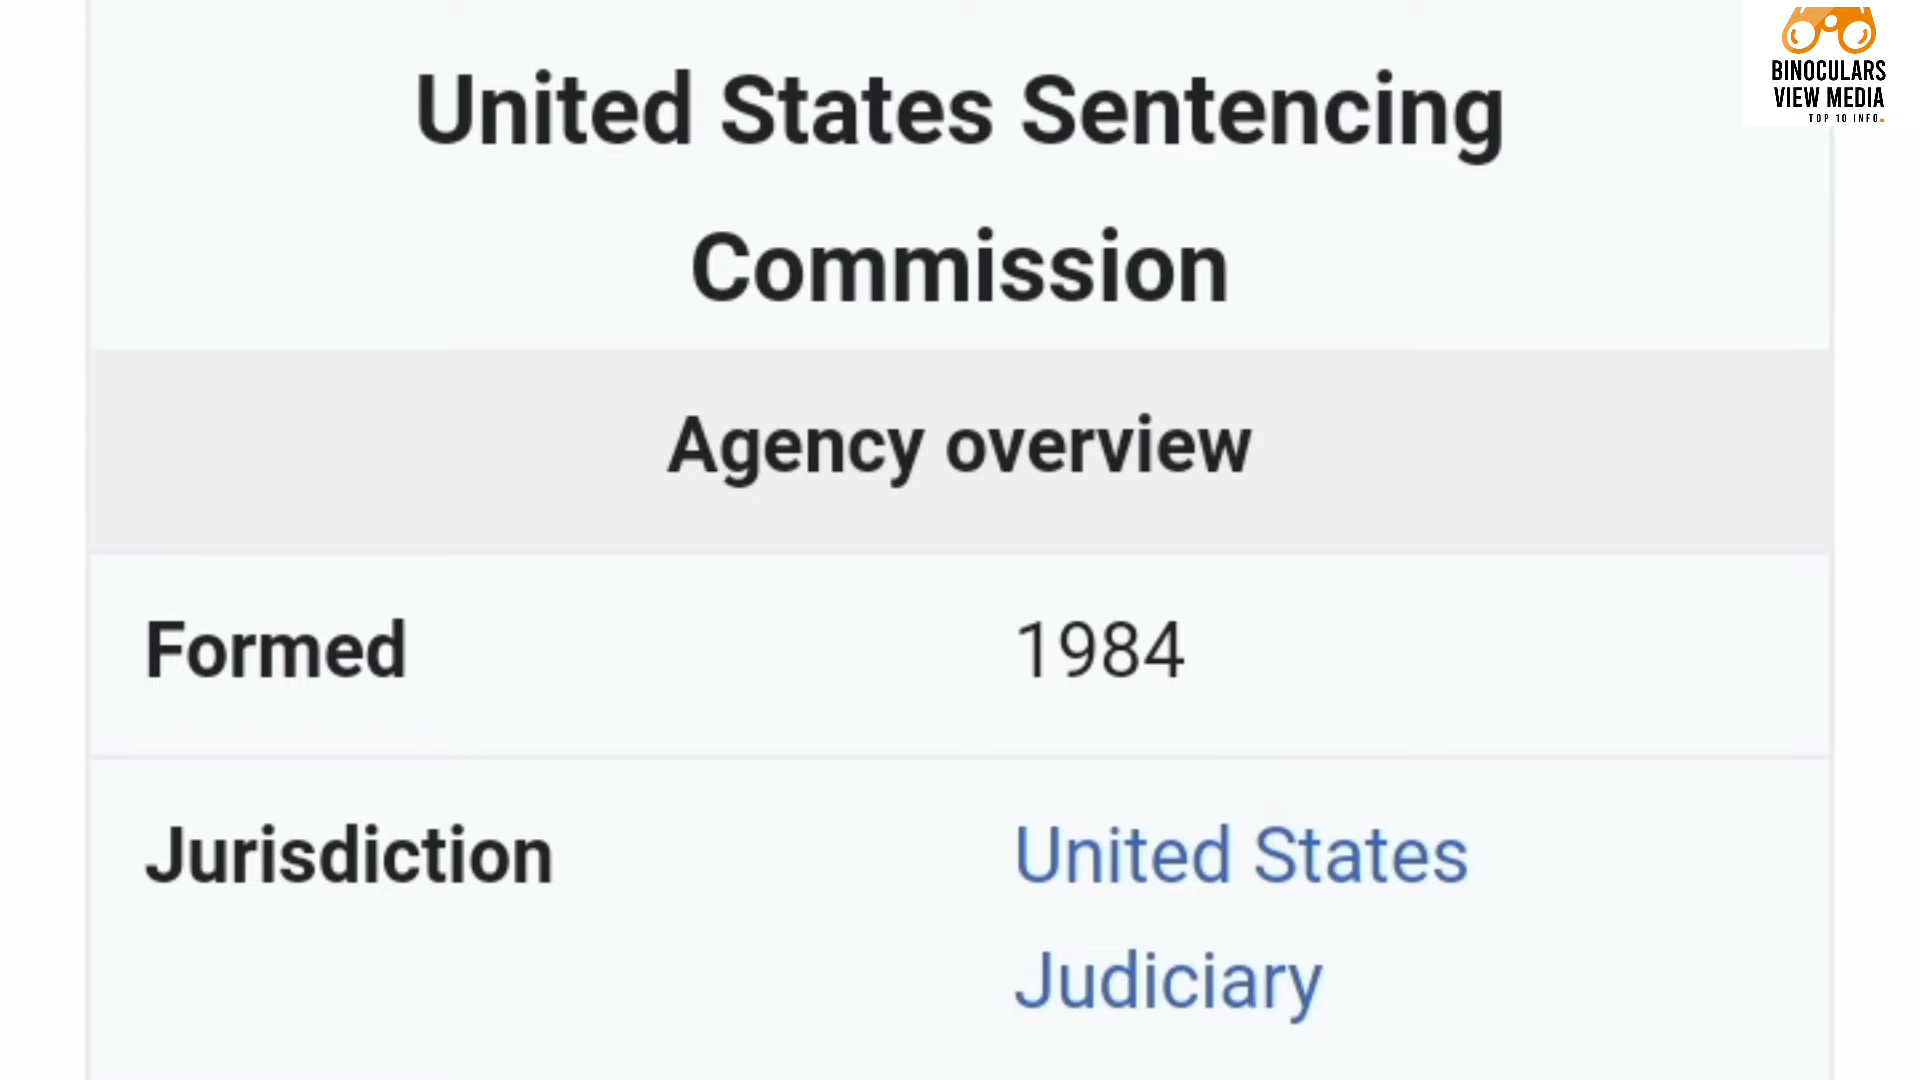 United States Sentencing
Commission
Agency overview
Formed 1984
Jurisdiction United States
Judiciary
BINOCULARS
VIEW MEDIA
TOP 10 INFO.